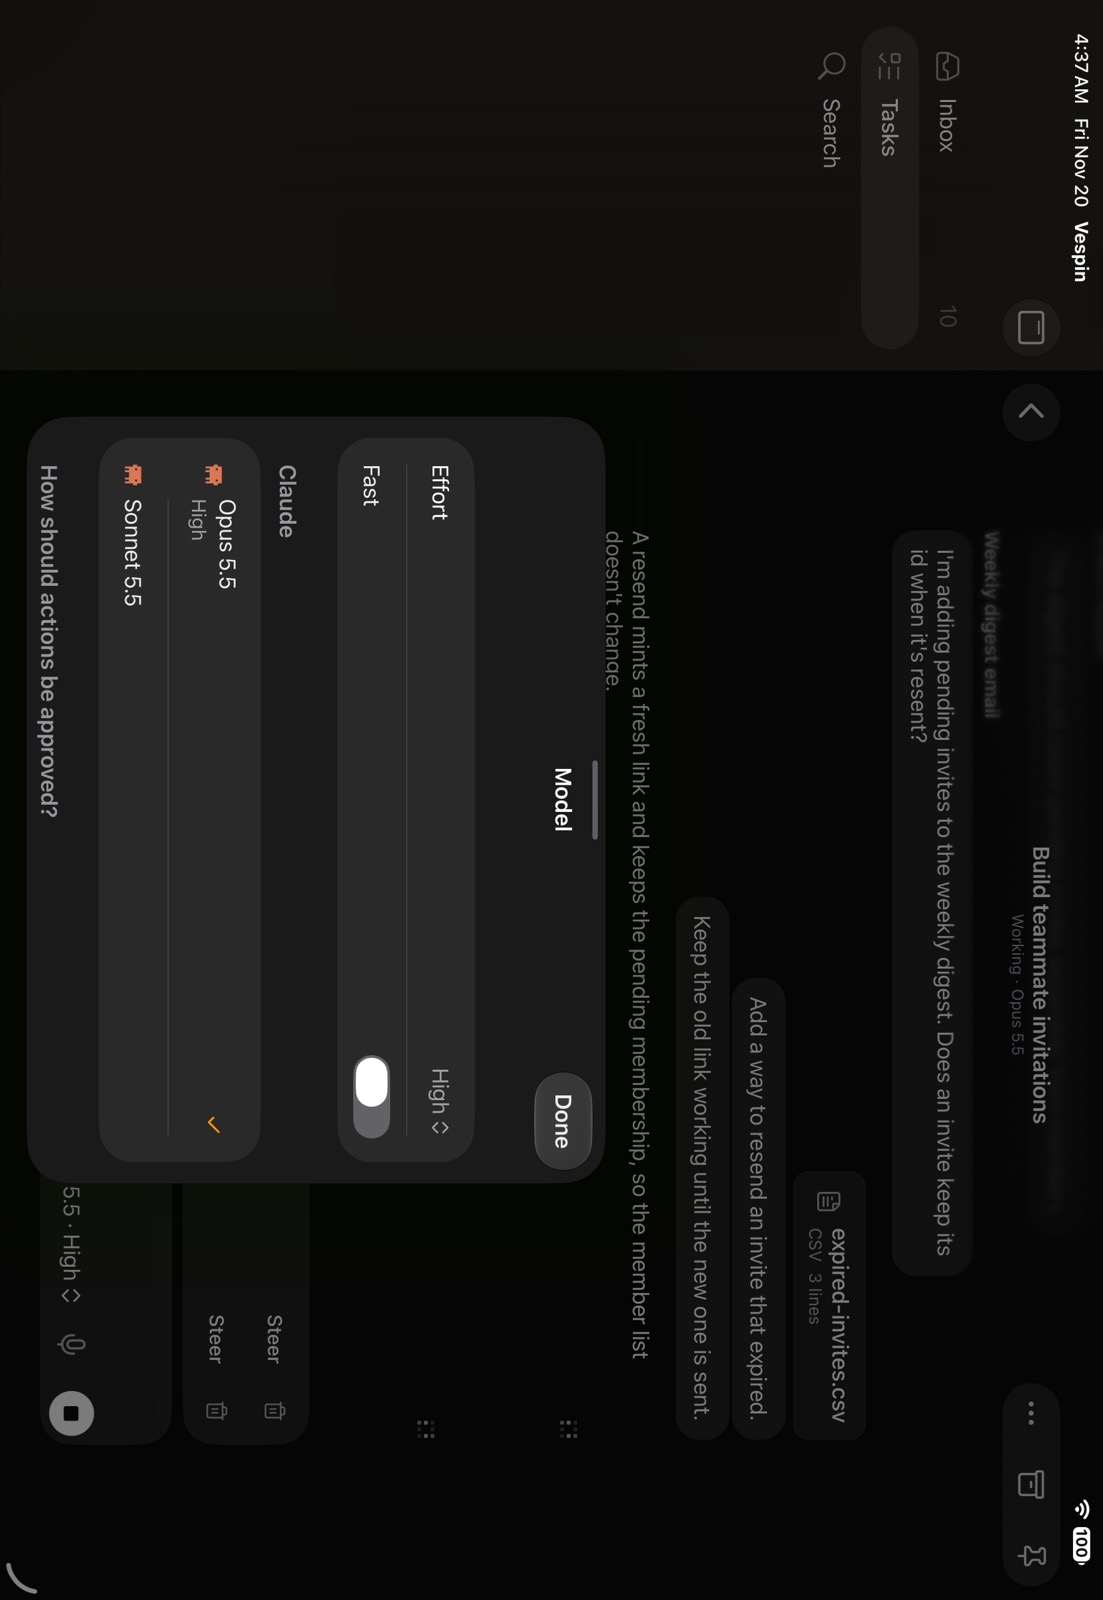 4:37 AM Fri Nov 20 Vespin
100
Build teammate invitations
Working · Opus 5.5
Inbox 10
Tasks
Search
Weekly digest email
I'm adding pending invites to the weekly digest. Does an invite keep its
id when it's resent?
expired-invites.csv
CSV 3 lines
Add a way to resend an invite that expired.
Keep the old link working until the new one is sent.
A resend mints a fresh link and keeps the pending membership, so the member list
doesn't change.
Model
Done
Effort High
Fast
Claude
Opus 5.5
High
Sonnet 5.5
How should actions be approved?
Steer
Steer
5.5 · High